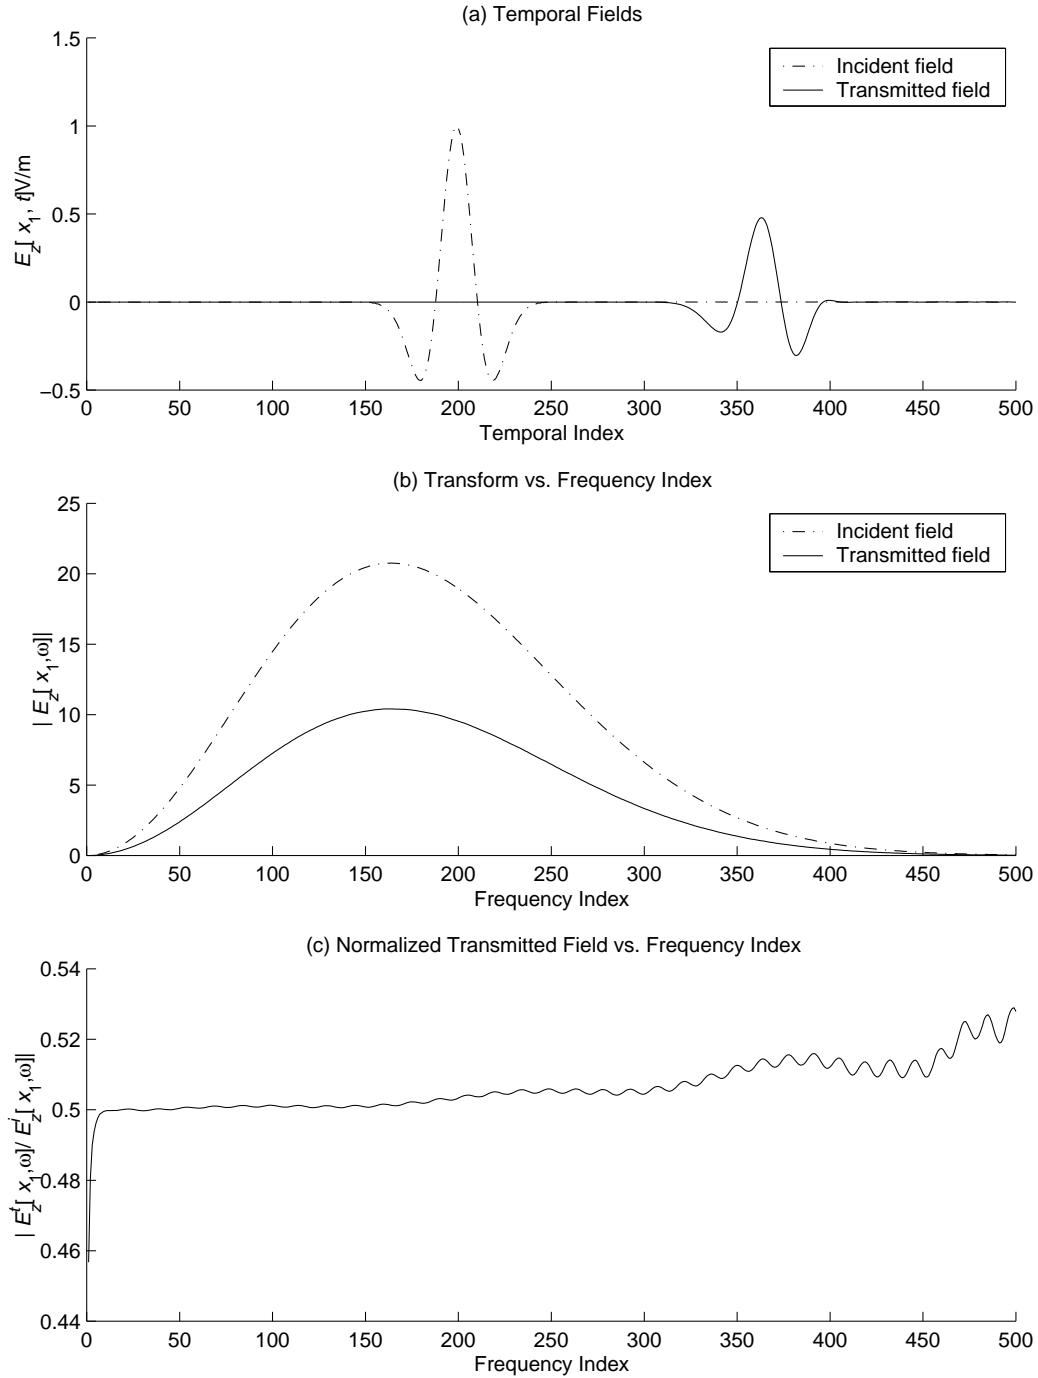 (a) Temporal Fields
1.5
1
0.5
0
−0.5
E_z[ x_1, t]V/m
Incident field
Transmitted field
0 50 100 150 200 250 300 350 400 450 500
Temporal Index
(b) Transform vs. Frequency Index
25
20
15
10
5
0
| E_z[ x_1,ω]|
Incident field
Transmitted field
0 50 100 150 200 250 300 350 400 450 500
Frequency Index
(c) Normalized Transmitted Field vs. Frequency Index
0.54
0.52
0.5
0.48
0.46
0.44
| E_z^t[ x_1,ω]/ E_z^i[ x_1,ω]|
0 50 100 150 200 250 300 350 400 450 500
Frequency Index